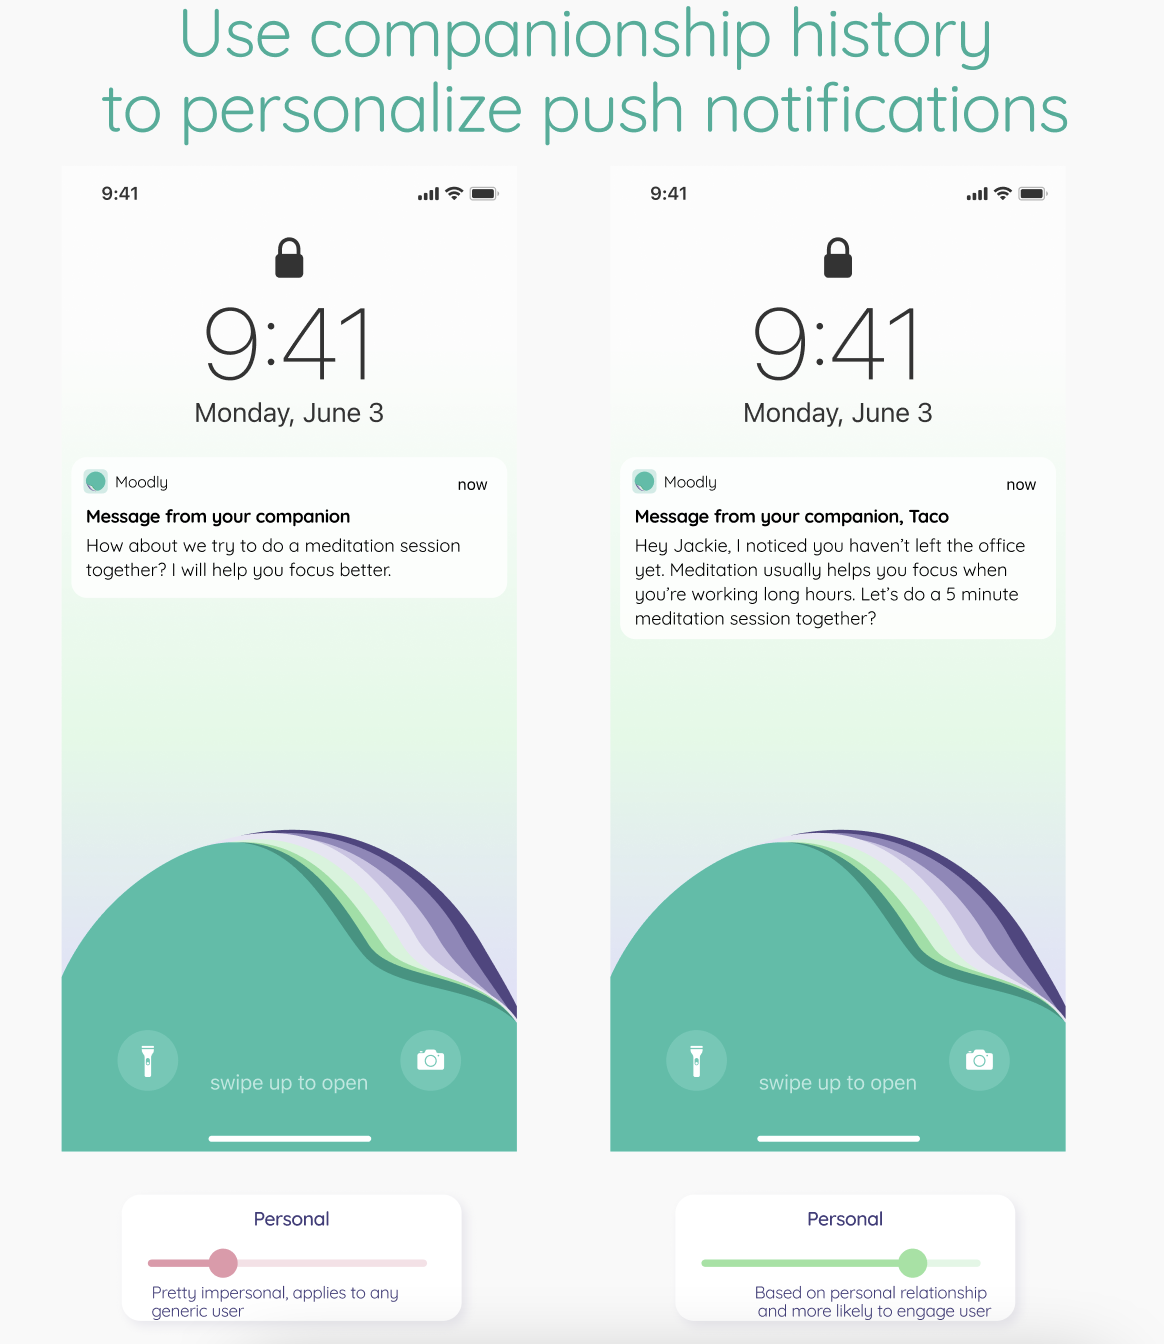 Use companionship history
to personalize push notifications
9:41
9:41
Monday, June 3
Moodly
now
Message from your companion
How about we try to do a meditation session
together? I will help you focus better.
swipe up to open
Personal
Pretty impersonal, applies to any
generic user
9:41
9:41
Monday, June 3
Moodly
now
Message from your companion, Taco
Hey Jackie, I noticed you haven't left the office
yet. Meditation usually helps you focus when
you're working long hours. Let's do a 5 minute
meditation session together?
swipe up to open
Personal
Based on personal relationship
and more likely to engage user